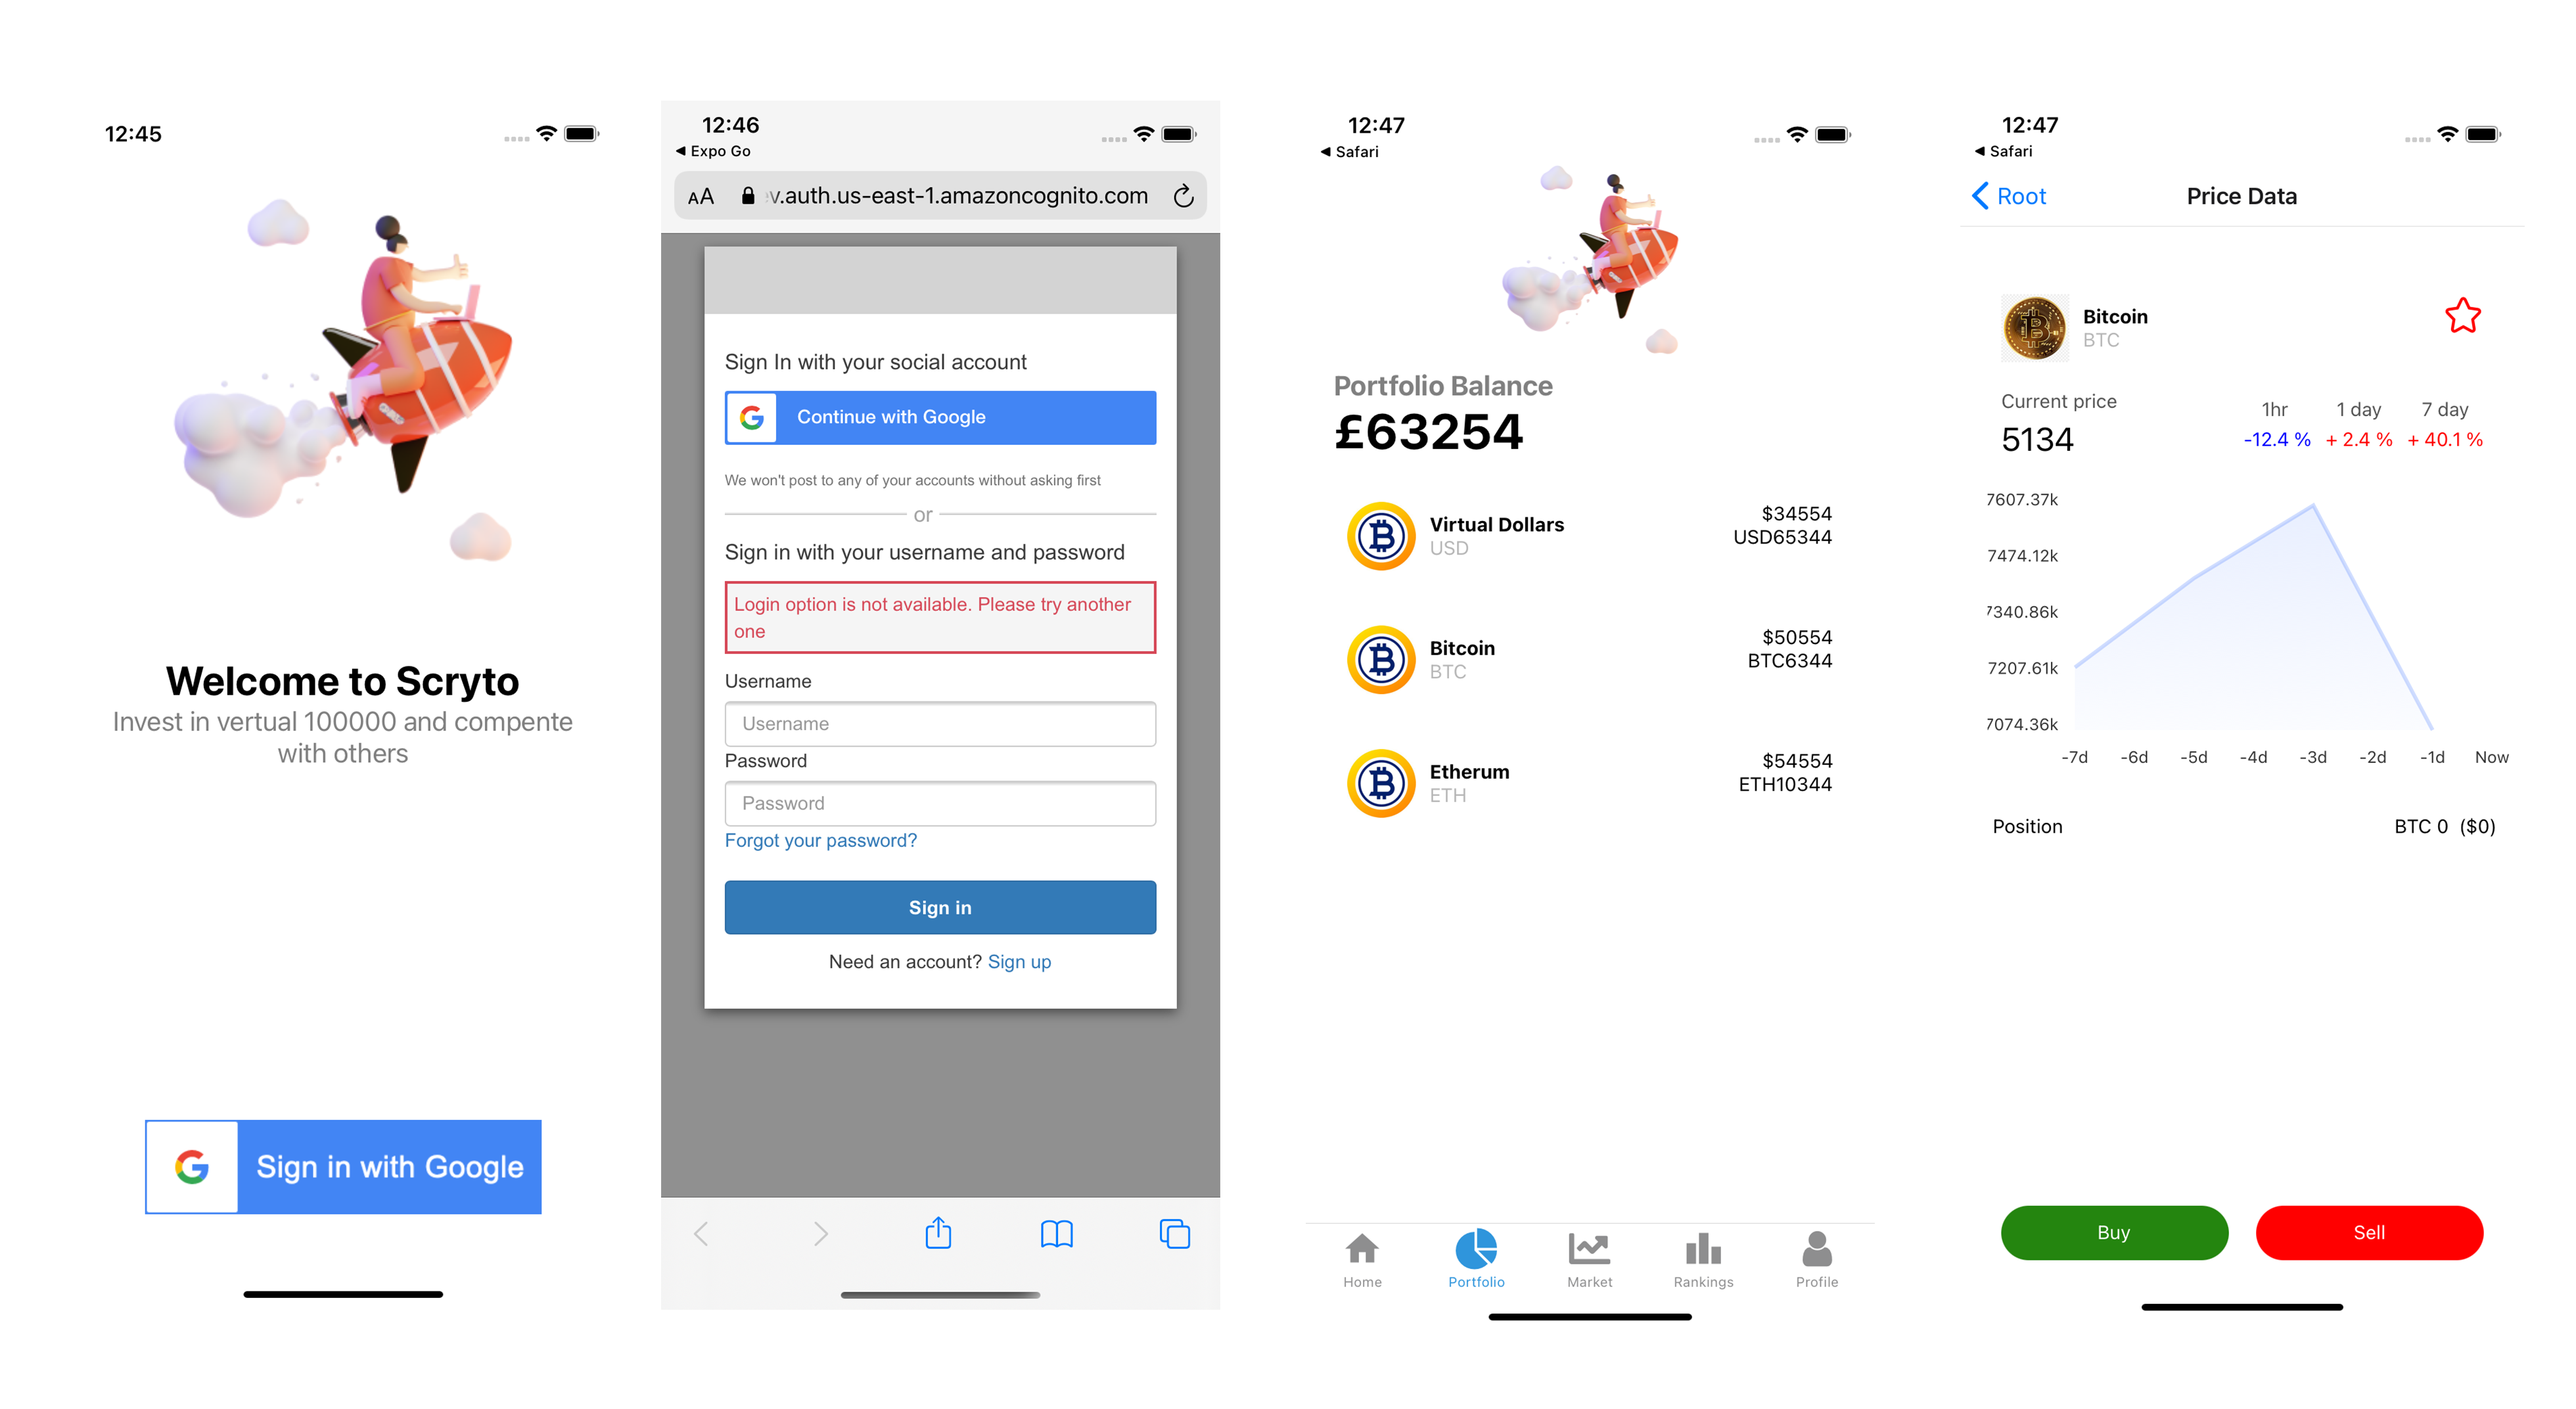 12:45
Welcome to Scryto
Invest in vertual 100000 and compente
with others
Sign in with Google
12:46
Expo Go
AA
v.auth.us-east-1.amazoncognito.com
Sign In with your social account
Continue with Google
We won't post to any of your accounts without asking first
or
Sign in with your username and password
Login option is not available. Please try another
one
Username
Username
Password
Password
Forgot your password?
Sign in
Need an account? Sign up
12:47
Safari
Portfolio Balance
£63254
Virtual Dollars
USD
$34554
USD65344
Bitcoin
BTC
$50554
BTC6344
Etherum
ETH
$54554
ETH10344
Home
Portfolio
Market
Rankings
Profile
12:47
Safari
Root
Price Data
Bitcoin
BTC
Current price
5134
1hr 1 day 7 day
-12.4 % + 2.4 % + 40.1 %
7607.37k
7474.12k
7340.86k
7207.61k
7074.36k
-7d -6d -5d -4d -3d -2d -1d Now
Position BTC 0 ($0)
Buy
Sell